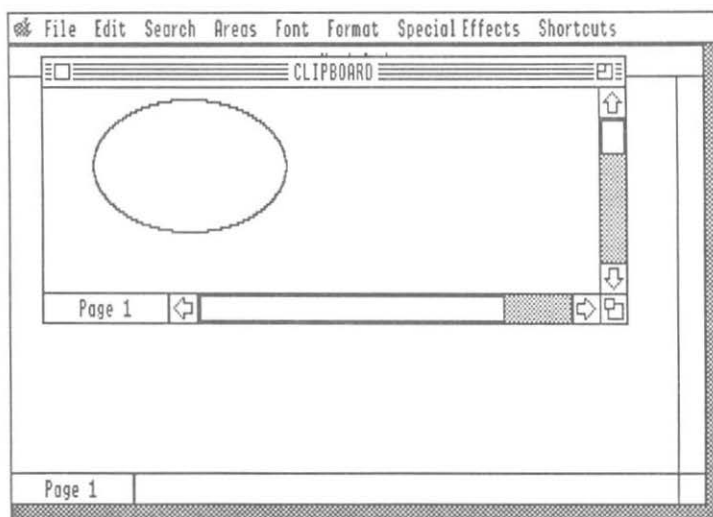 File Edit Search Areas Font Format Special Effects Shortcuts
CLIPBOARD
Page 1
Page 1